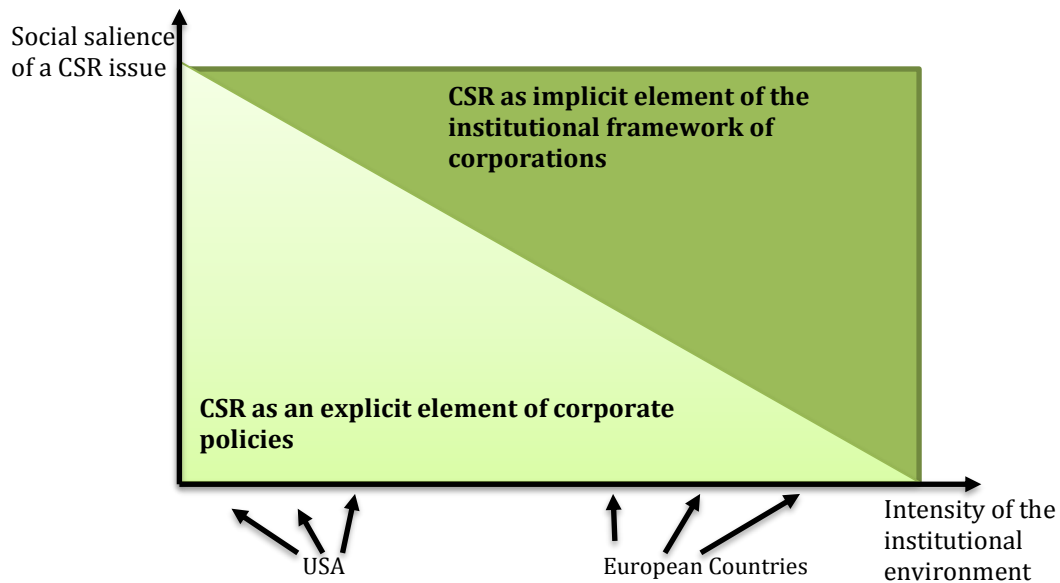 Social salience
of a CSR issue
CSR as implicit element of the
institutional framework of
corporations
CSR as an explicit element of corporate
policies
Intensity of the
institutional
environment
USA
European Countries